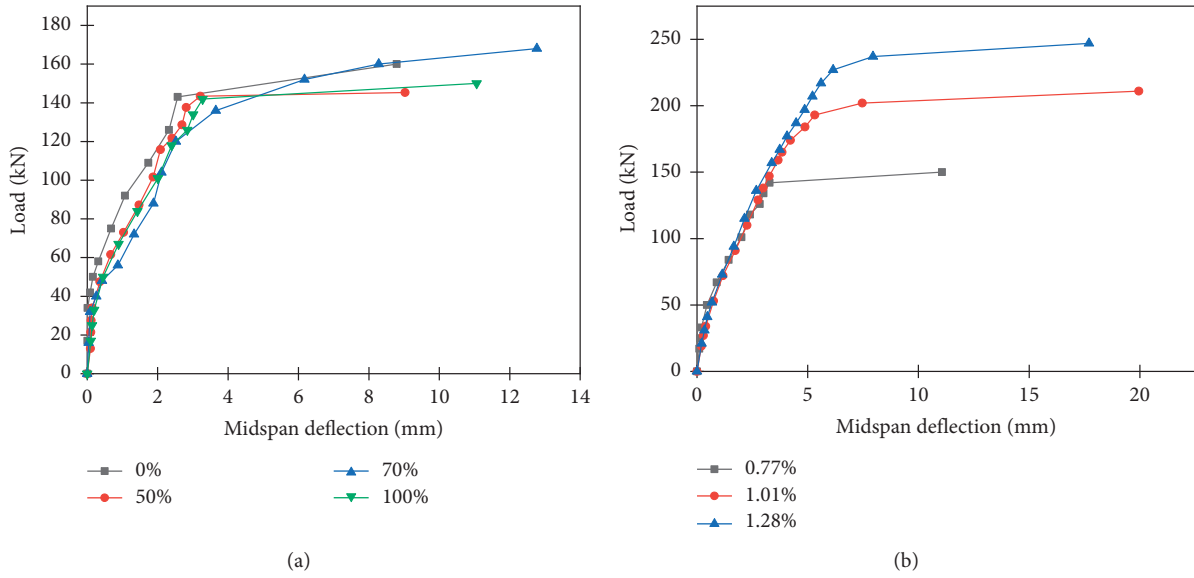 180
160
140
120
100
80
60
40
20
0
Load (kN)
0 2 4 6 8 10 12 14
Midspan deflection (mm)
0% 70%
50% 100%
(a)
250
200
150
100
50
0
Load (kN)
0 5 10 15 20
Midspan deflection (mm)
0.77%
1.01%
1.28%
(b)